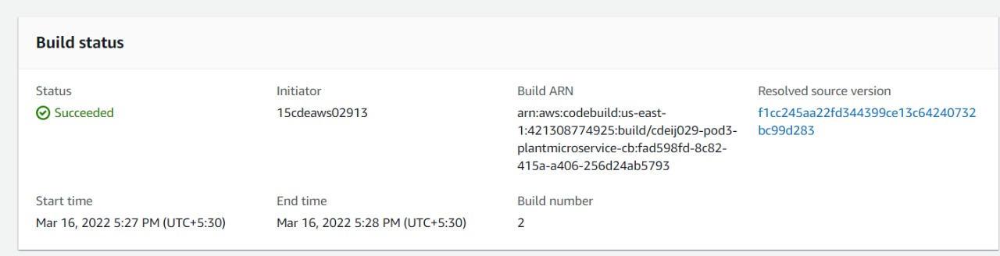 Build status
Status
Succeeded
Initiator
15cdeaws02913
Build ARN
arn:aws:codebuild:us-east-
1:421308774925:build/cdeij029-pod3-
plantmicroservice-cb:fad598fd-8c82-
415a-a406-256d24ab5793
Resolved source version
f1cc245aa22fd344399ce13c64240732
bc99d283
Start time
Mar 16, 2022 5:27 PM (UTC+5:30)
End time
Mar 16, 2022 5:28 PM (UTC+5:30)
Build number
2